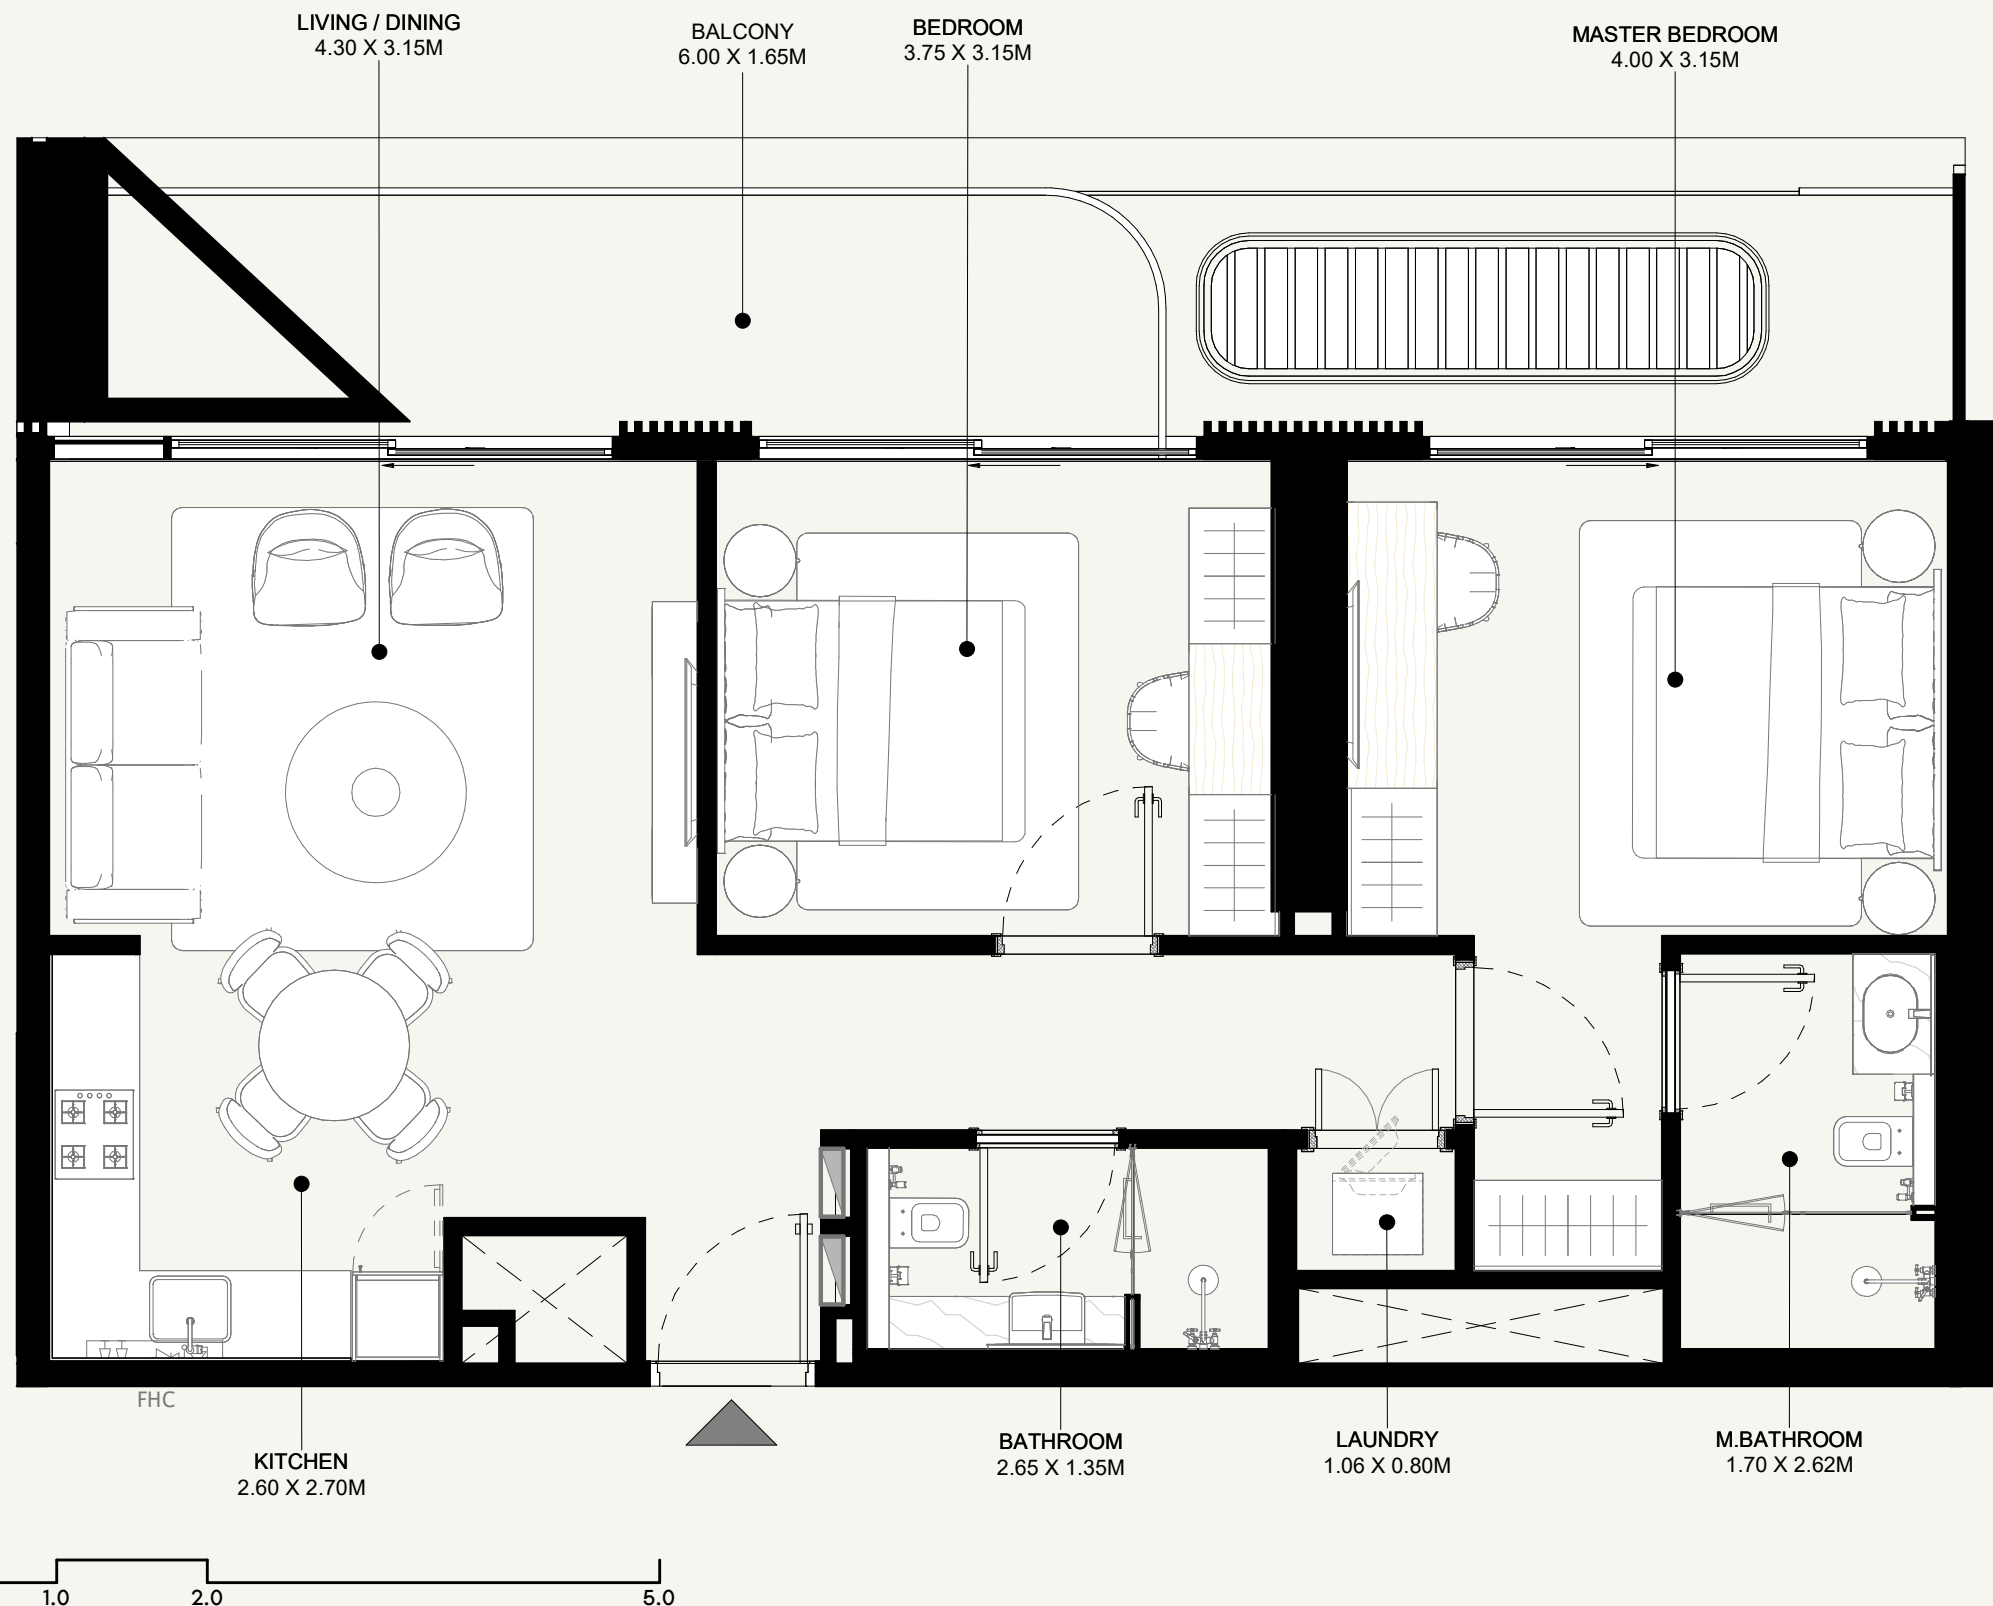 LIVING / DINING
4.30 X 3.15M
BALCONY
6.00 X 1.65M
BEDROOM
3.75 X 3.15M
MASTER BEDROOM
4.00 X 3.15M
FHC
KITCHEN
2.60 X 2.70M
BATHROOM
2.65 X 1.35M
LAUNDRY
1.06 X 0.80M
M.BATHROOM
1.70 X 2.62M
1.0 2.0 5.0